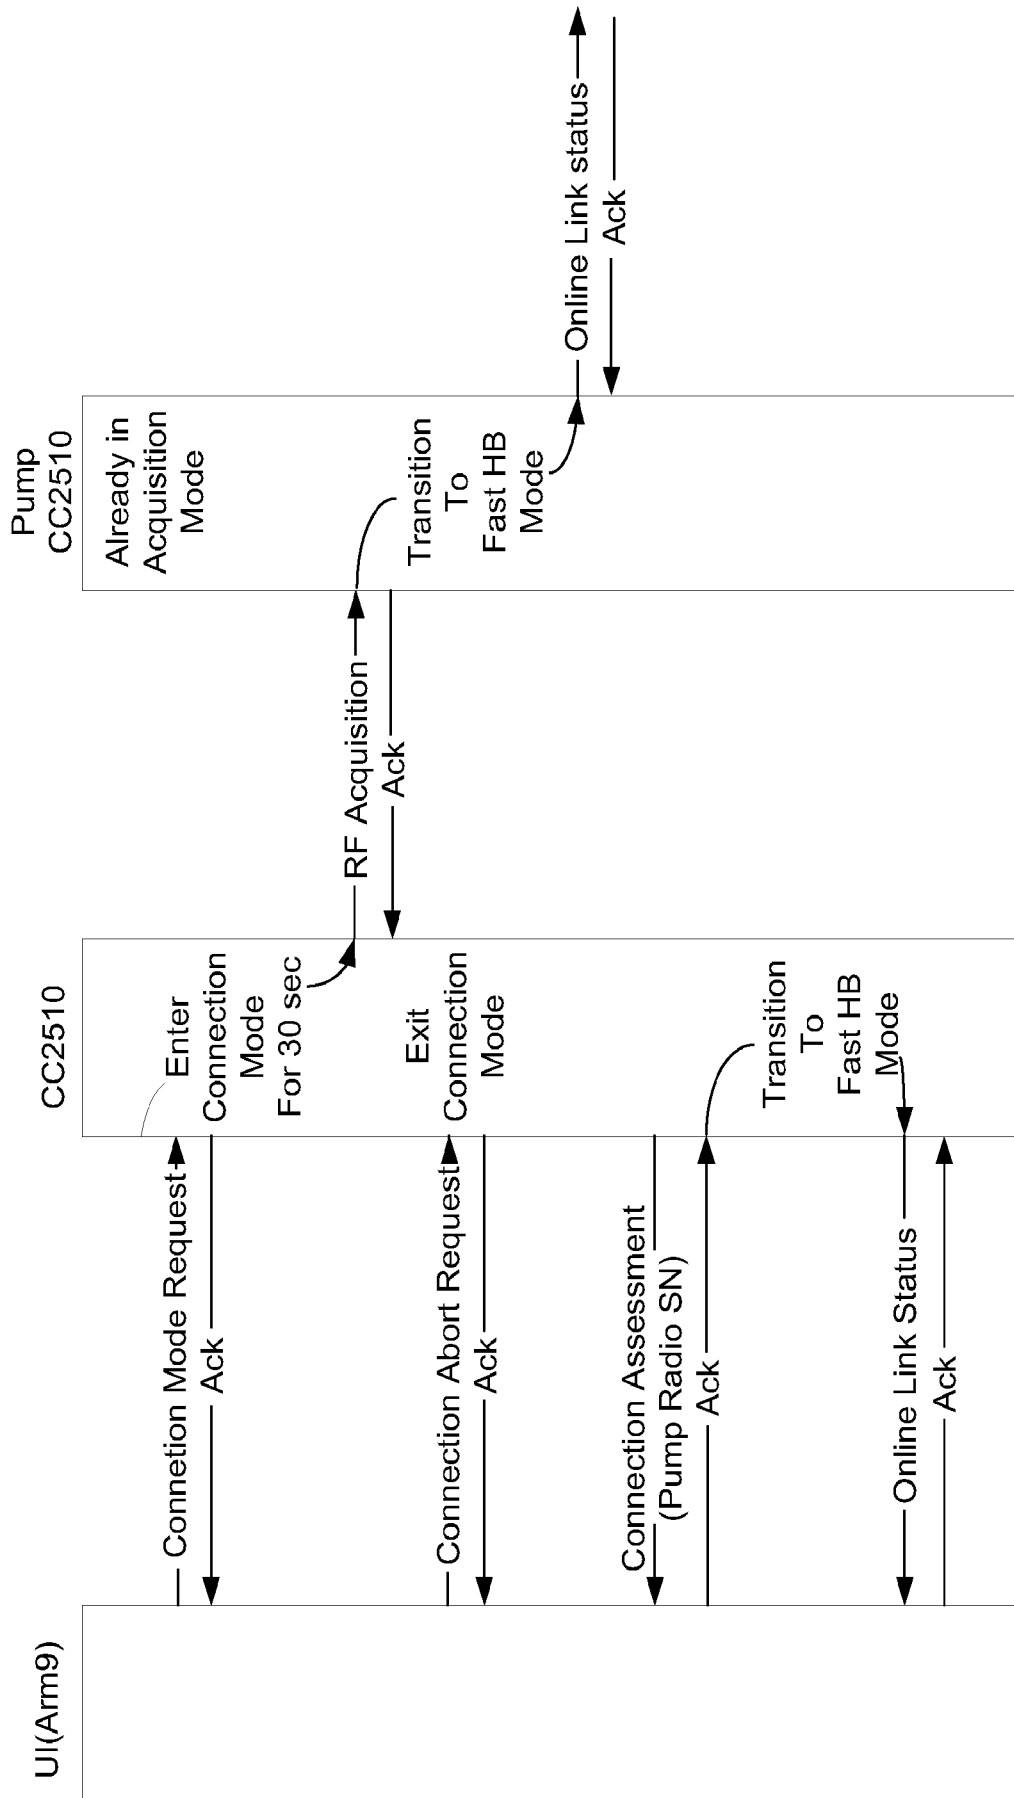 UI(Arm9)
CC2510
Pump
CC2510
Connetion Mode Request
Ack
Enter
Connection
Mode
For 30 sec
RF Acquisition
Ack
Already in
Acquisition
Mode
Connection Abort Request
Ack
Exit
Connection
Mode
Transition
To
Fast HB
Mode
Online Link status
Ack
Connection Assessment
(Pump Radio SN)
Ack
Transition
To
Fast HB
Mode
Online Link Status
Ack